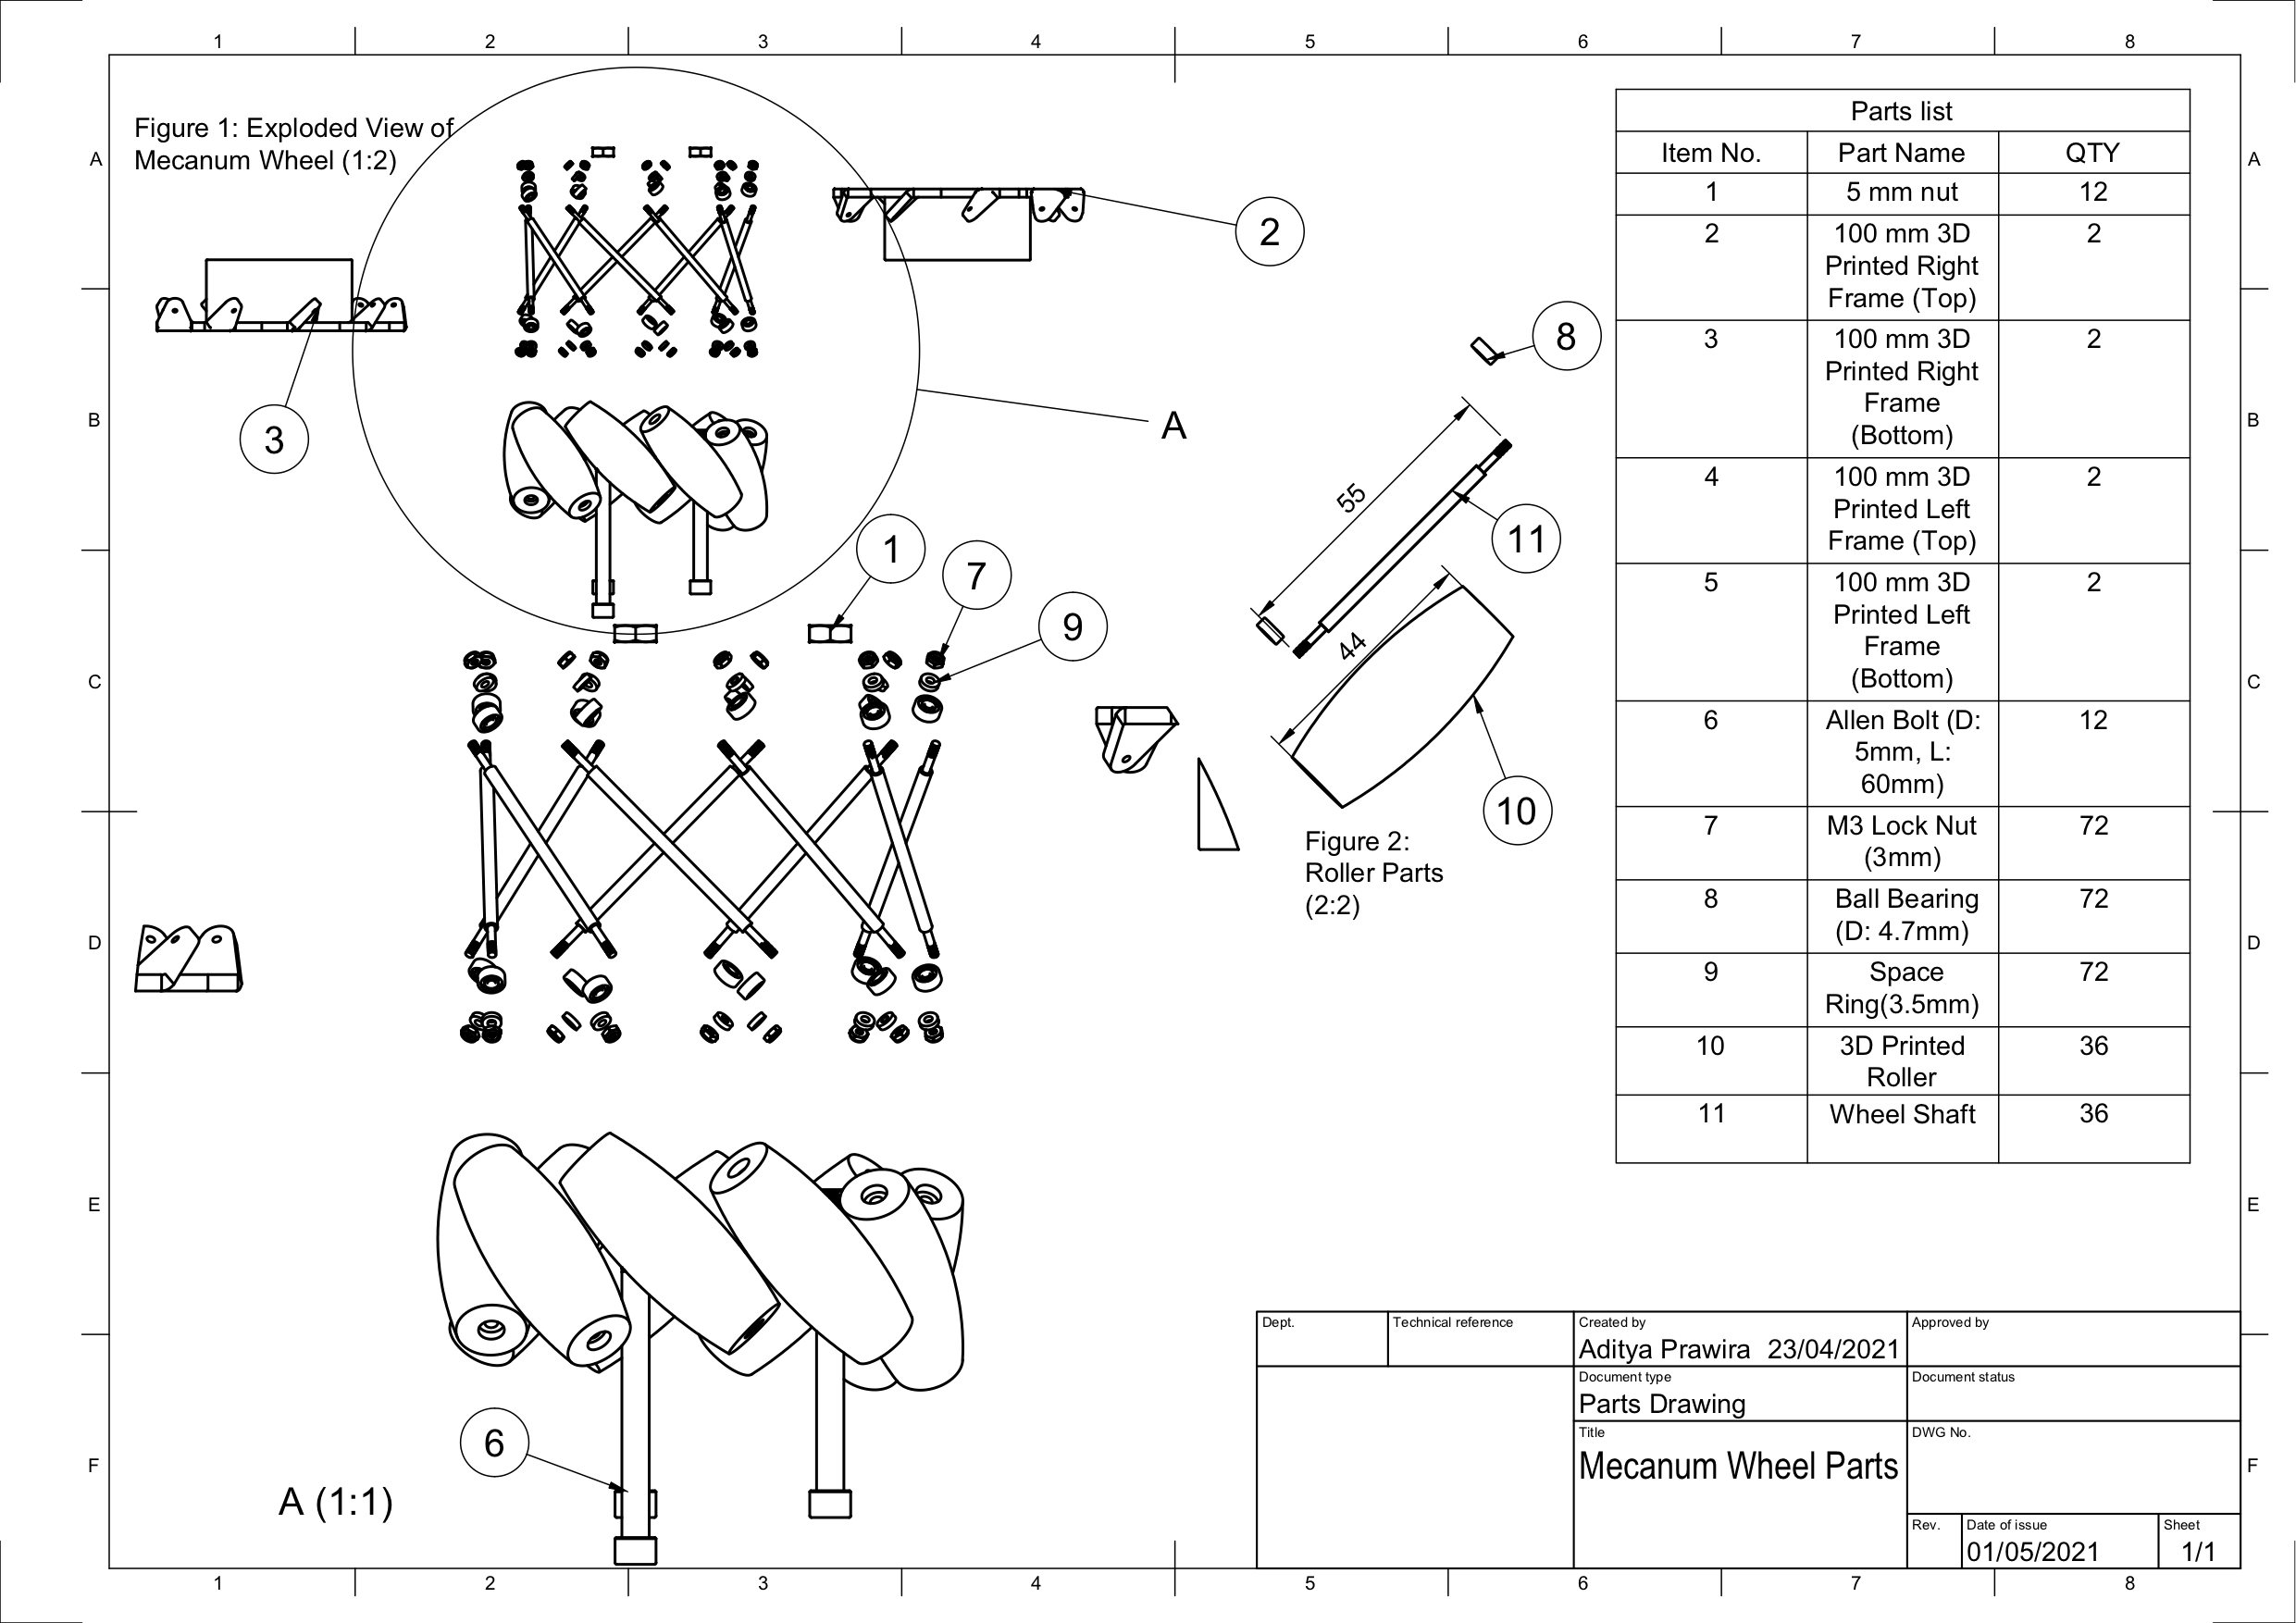 1 2 3 4 5 6 7 8
A
B
C
D
E
F
Figure 1: Exploded View of
Mecanum Wheel (1:2)
2
3
A
8
55
11
1
7
9
44
10
Figure 2:
Roller Parts
(2:2)
6
A (1:1)
Parts list
Item No. Part Name QTY
1 5 mm nut 12
2 100 mm 3D 2
Printed Right
Frame (Top)
3 100 mm 3D 2
Printed Right
Frame
(Bottom)
4 100 mm 3D 2
Printed Left
Frame (Top)
5 100 mm 3D 2
Printed Left
Frame
(Bottom)
6 Allen Bolt (D: 12
5mm, L:
60mm)
7 M3 Lock Nut 72
(3mm)
8 Ball Bearing 72
(D: 4.7mm)
9 Space 72
Ring(3.5mm)
10 3D Printed 36
Roller
11 Wheel Shaft 36
A
B
C
D
E
F
Dept. Technical reference Created by Approved by
Aditya Prawira 23/04/2021
Document type Document status
Parts Drawing
Title DWG No.
Mecanum Wheel Parts
Rev. Date of issue Sheet
01/05/2021 1/1
1 2 3 4 5 6 7 8